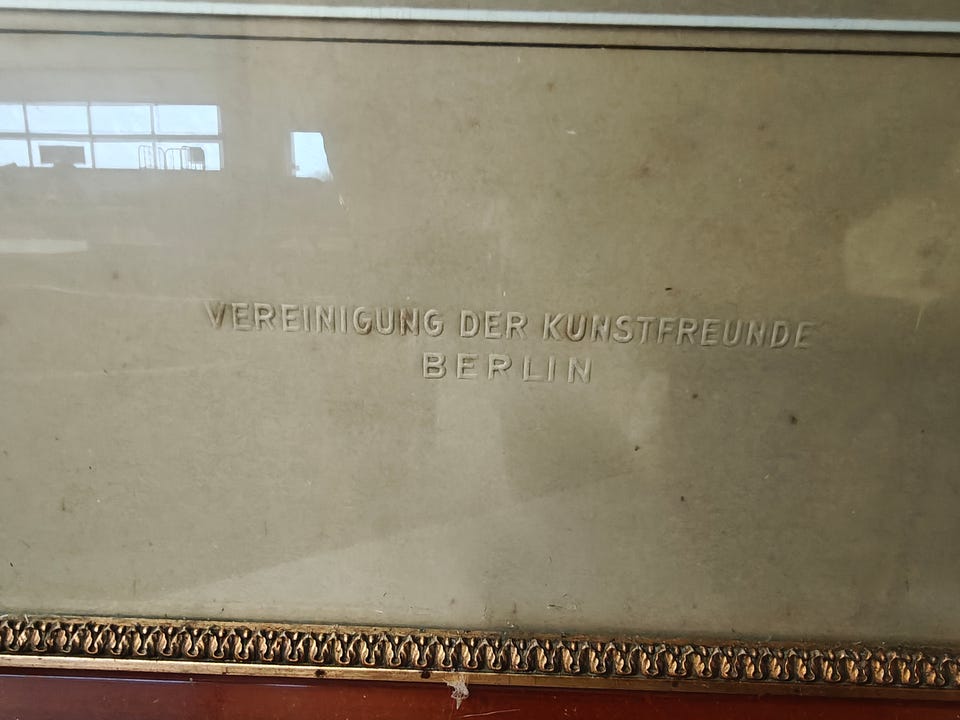 VEREINIGUNG DER KUNSTFREUNDE
BERLIN